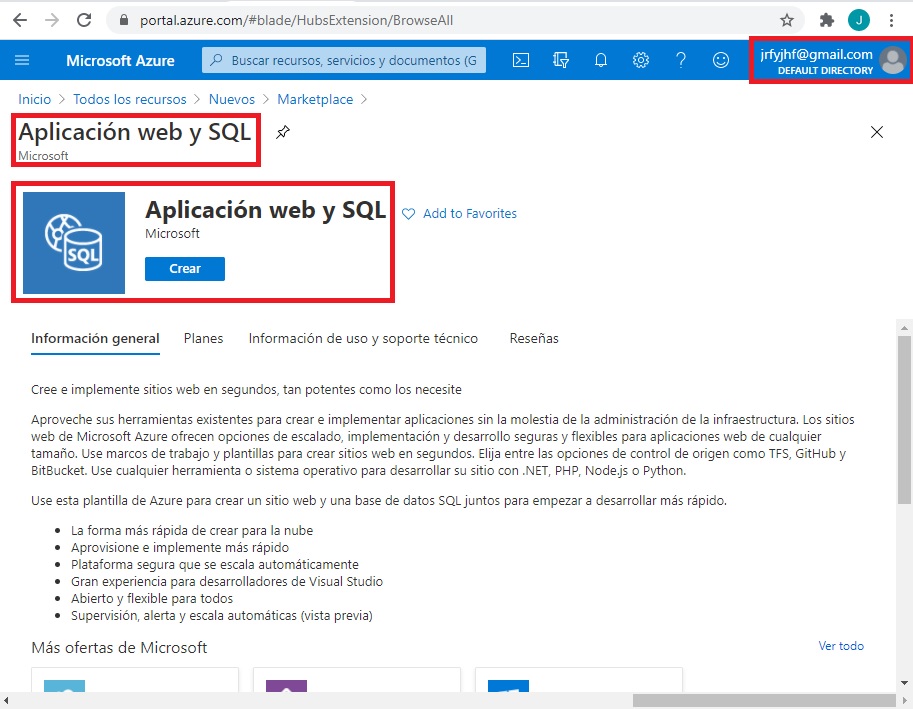 portal.azure.com/#blade/HubsExtension/BrowseAll
J
Microsoft Azure
Buscar recursos, servicios y documentos (G
jrfyjhf@gmail.com
DEFAULT DIRECTORY
Inicio > Todos los recursos > Nuevos > Marketplace >
Aplicación web y SQL
Microsoft
SQL
Aplicación web y SQL
Microsoft
Crear
Add to Favorites
Información general Planes Información de uso y soporte técnico Reseñas
Cree e implemente sitios web en segundos, tan potentes como los necesite
Aproveche sus herramientas existentes para crear e implementar aplicaciones sin la molestia de la administración de la infraestructura. Los sitios
web de Microsoft Azure ofrecen opciones de escalado, implementación y desarrollo seguras y flexibles para aplicaciones web de cualquier
tamaño. Use marcos de trabajo y plantillas para crear sitios web en segundos. Elija entre las opciones de control de origen como TFS, GitHub y
BitBucket. Use cualquier herramienta o sistema operativo para desarrollar su sitio con .NET, PHP, Node.js o Python.
Use esta plantilla de Azure para crear un sitio web y una base de datos SQL juntos para empezar a desarrollar más rápido.
• La forma más rápida de crear para la nube
• Aprovisione e implemente más rápido
• Plataforma segura que se escala automáticamente
• Gran experiencia para desarrolladores de Visual Studio
• Abierto y flexible para todos
• Supervisión, alerta y escala automáticas (vista previa)
Más ofertas de Microsoft
Ver todo